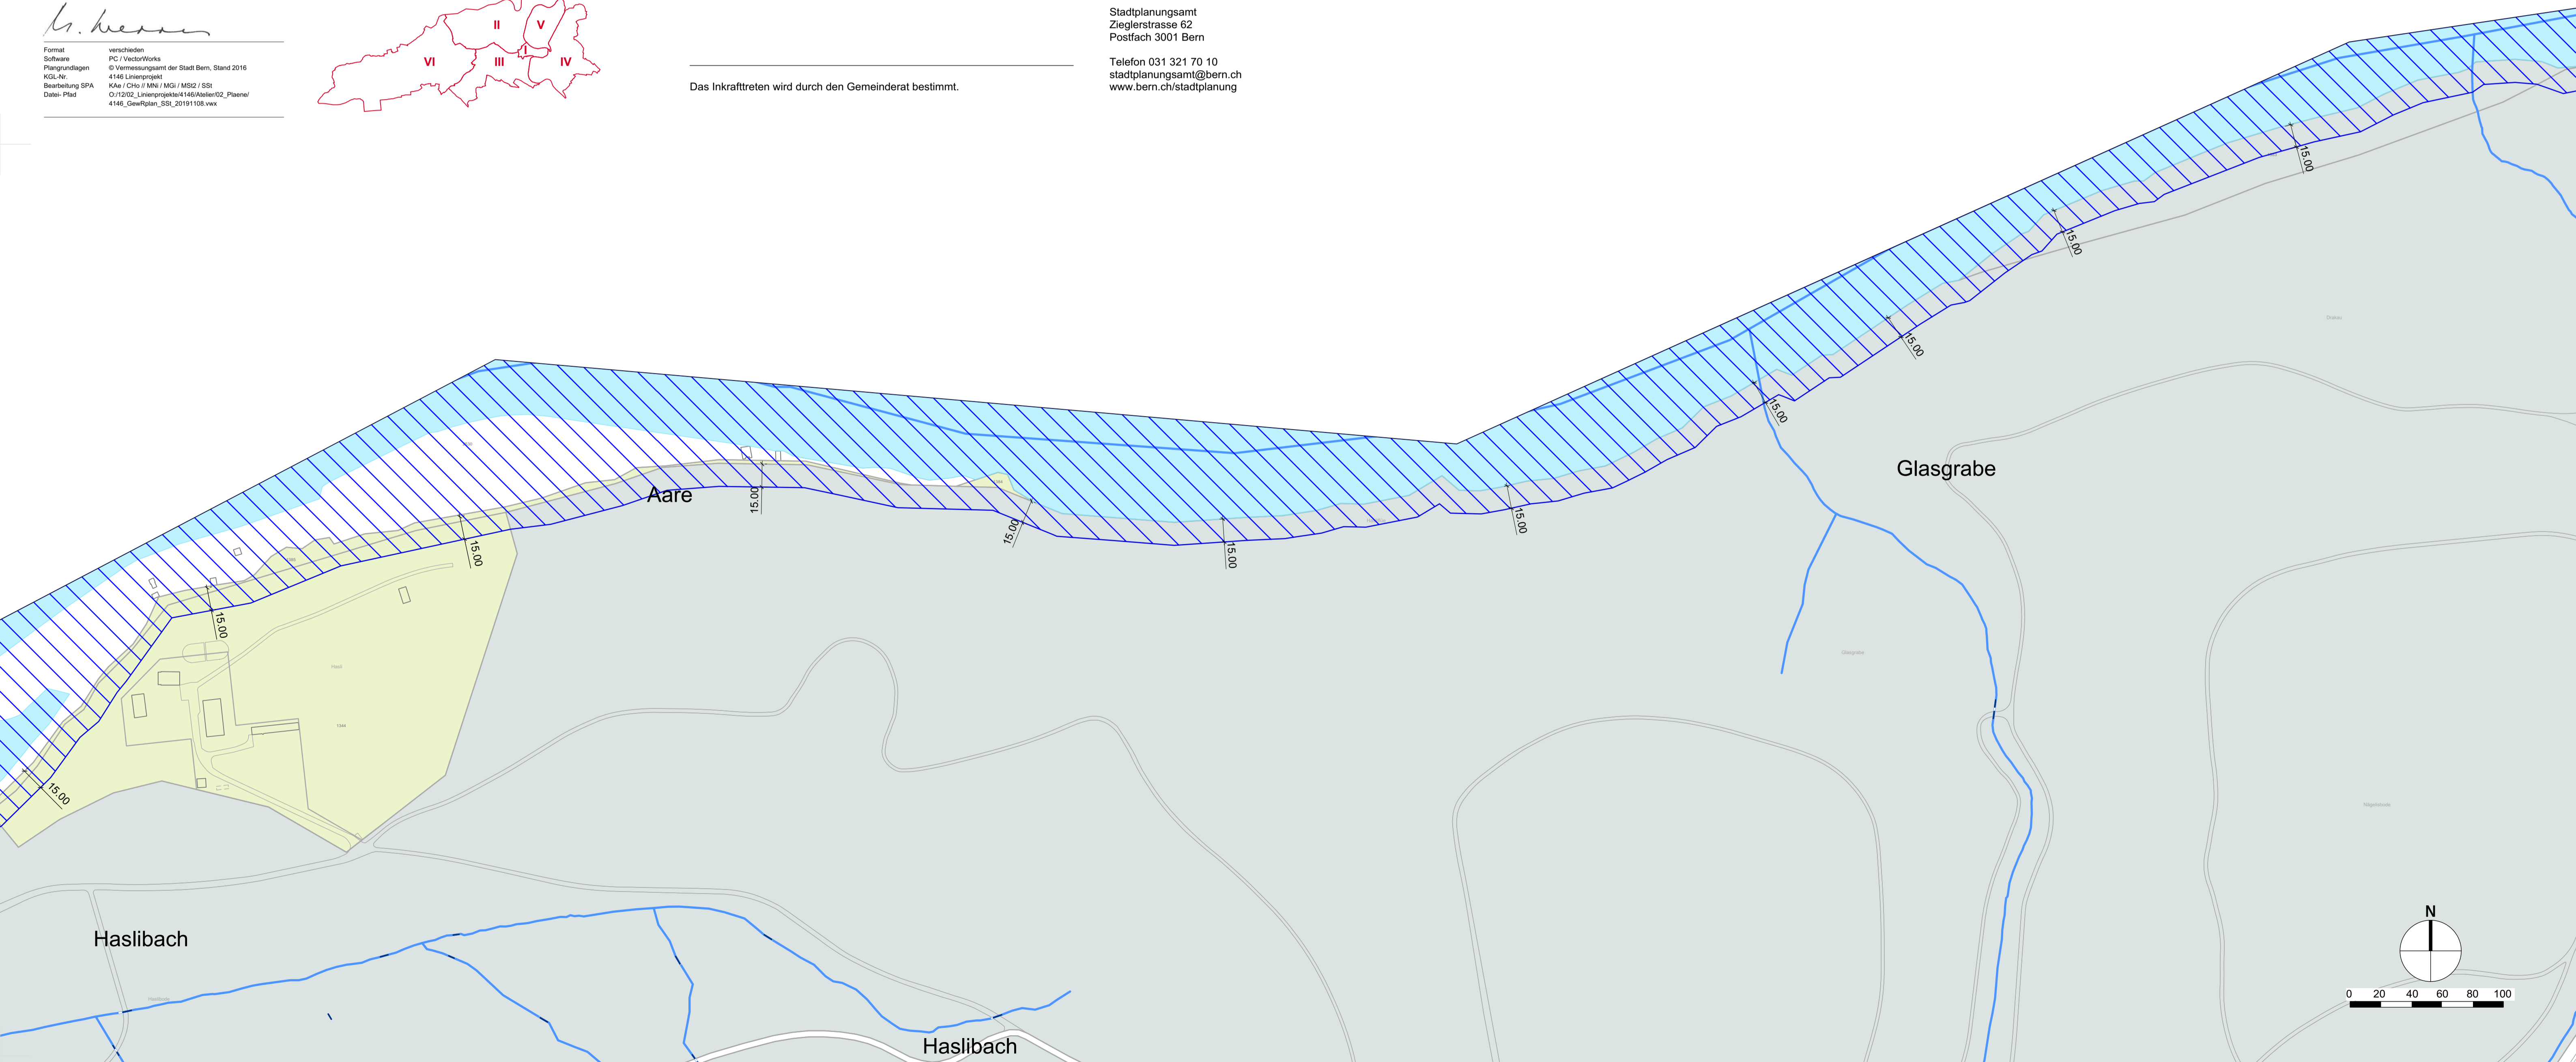 Format verschieden
Software PC / VectorWorks
Plangrundlagen © Vermessungsamt der Stadt Bern, Stand 2016
KGL-Nr. 4146 Linienprojekt
Bearbeitung SPA KAe / CHo // MNi / MGi / MSt2 / SSt
Datei- Pfad O:/12/02_Linienprojekte/4146/Atelier/02_Plaene/
4146_GewRplan_SSt_20191108.vwx
II
V
I
VI
III
IV
Das Inkrafttreten wird durch den Gemeinderat bestimmt.
Stadtplanungsamt
Zieglerstrasse 62
Postfach 3001 Bern
Telefon 031 321 70 10
stadtplanungsamt@bern.ch
www.bern.ch/stadtplanung
15.00
15.00
15.00
15.00
Glasgrabe
Aare
15.00
15.00
15.00
15.00
15.00
15.00
15.00
Glasgrabe
1344
Haslibach
N
0 20 40 60 80 100
Haslibach